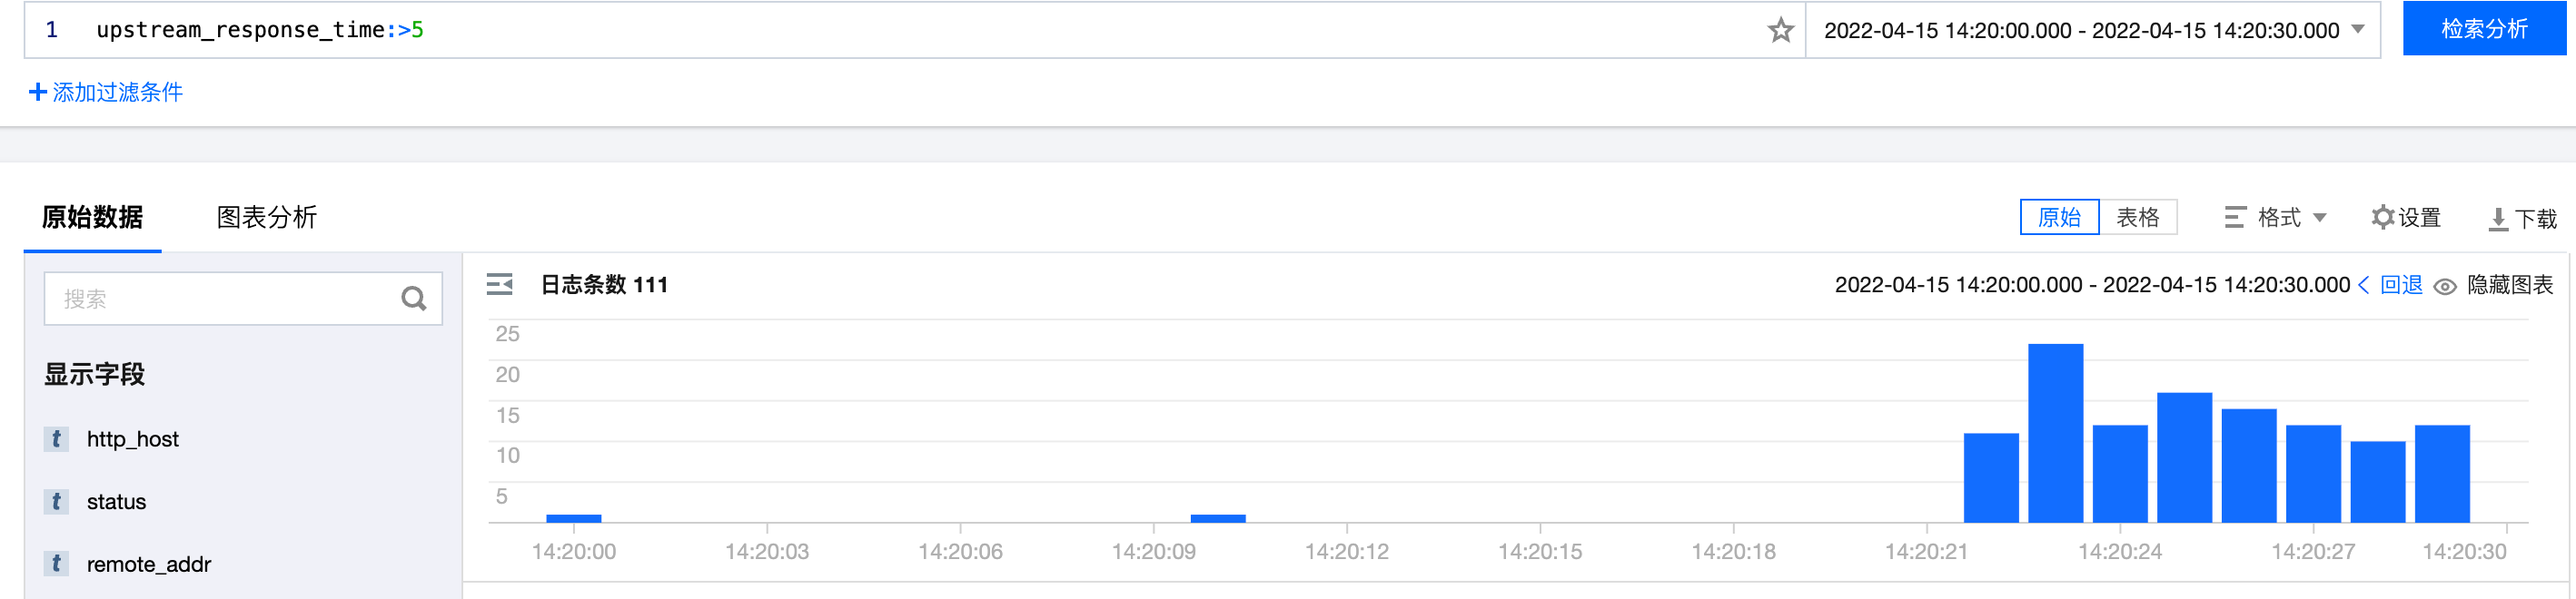 1 upstream_response_time:>5 2022-04-15 14:20:00.000 - 2022-04-15 14:20:30.000 检索分析
添加过滤条件
原始数据 图表分析 原始 表格 格式 设置 下载
搜索
显示字段
t http_host
t status
t remote_addr
日志条数 111 2022-04-15 14:20:00.000 - 2022-04-15 14:20:30.000 回退 隐藏图表
25
20
15
10
5
14:20:00 14:20:03 14:20:06 14:20:09 14:20:12 14:20:15 14:20:18 14:20:21 14:20:24 14:20:27 14:20:30